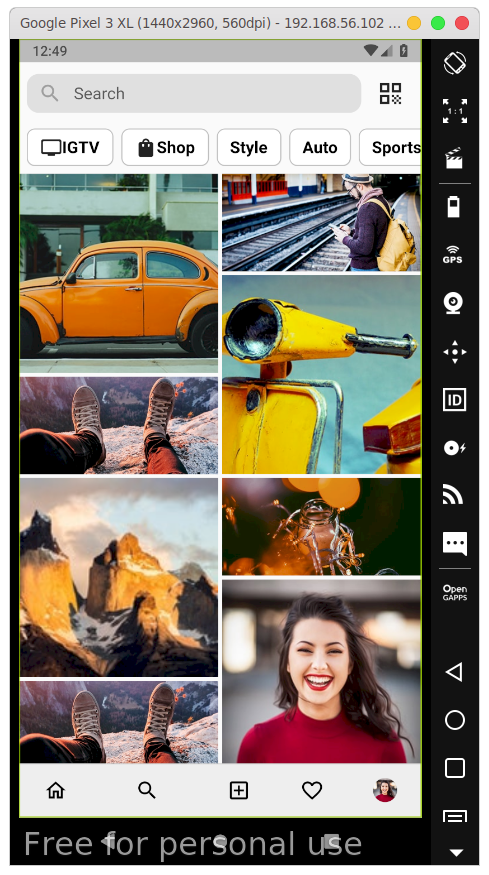 Google Pixel 3 XL (1440x2960, 560dpi) - 192.168.56.102 ...
12:49
Search
IGTV
Shop
Style
Auto
Sports
1 : 1
GPS
ID
Open
GAPPS
Free for personal use